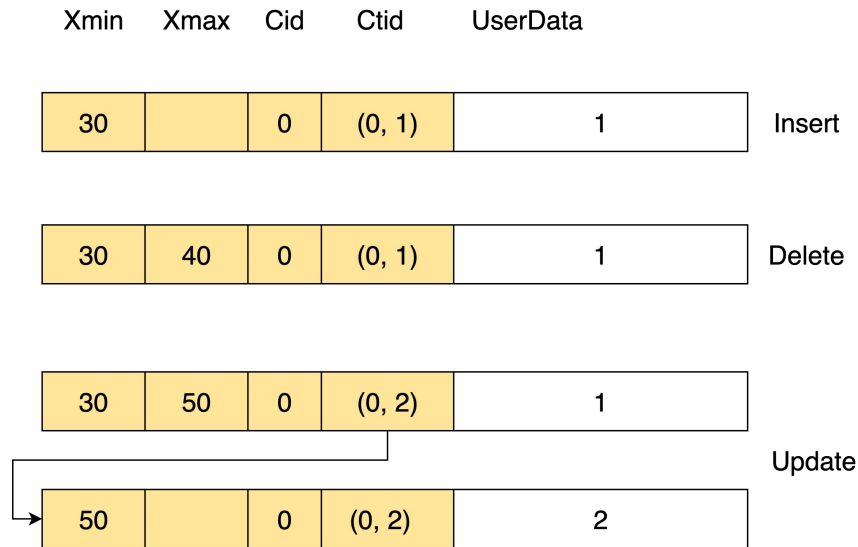 Xmin Xmax Cid Ctid UserData
30 0 (0, 1) 1 Insert
30 40 0 (0, 1) 1 Delete
30 50 0 (0, 2) 1
Update
50 0 (0, 2) 2